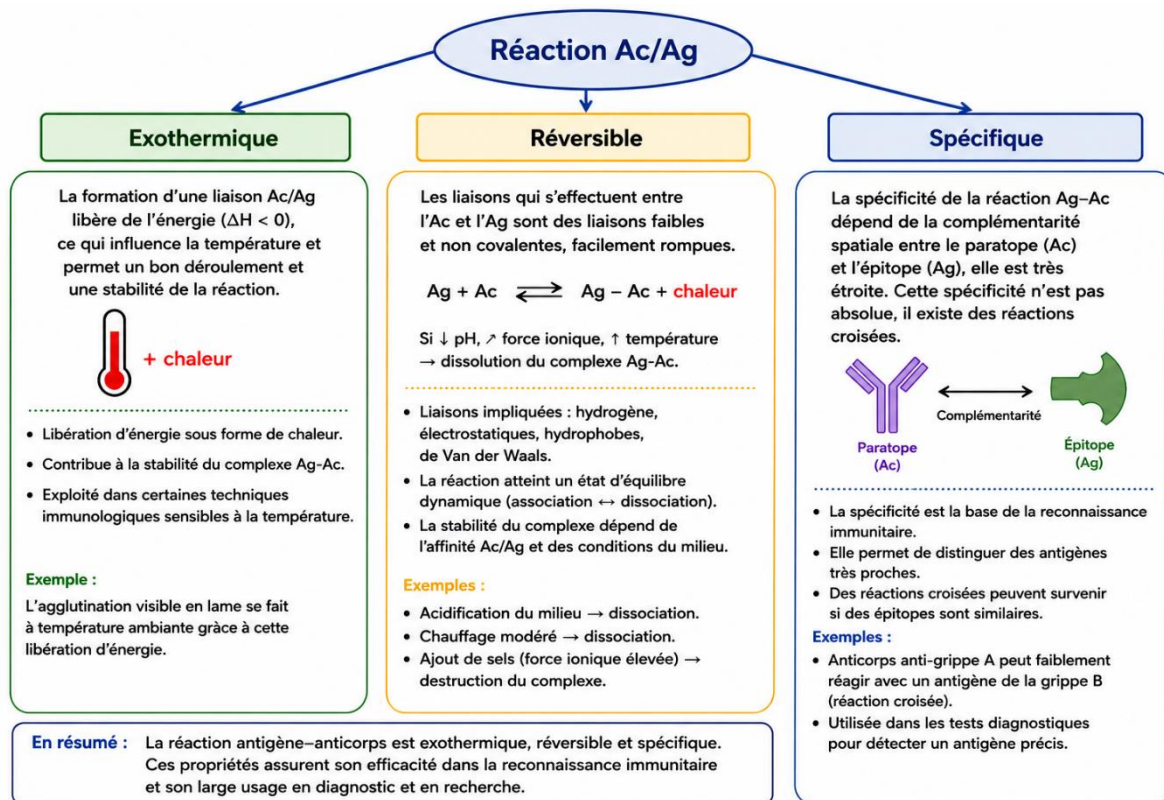 Réaction Ac/Ag
Exothermique
La formation d'une liaison Ac/Ag
libère de l'énergie (ΔH < 0),
ce qui influence la température et
permet un bon déroulement et
une stabilité de la réaction.
+ chaleur
• Libération d'énergie sous forme de chaleur.
• Contribue à la stabilité du complexe Ag-Ac.
• Exploité dans certaines techniques
immunologiques sensibles à la température.
Exemple :
L'agglutination visible en lame se fait
à température ambiante grâce à cette
libération d'énergie.
Réversible
Les liaisons qui s'effectuent entre
l'Ac et l'Ag sont des liaisons faibles
et non covalentes, facilement rompues.
Ag + Ac ⇌ Ag – Ac + chaleur
Si ↓ pH, ↗ force ionique, ↑ température
→ dissolution du complexe Ag-Ac.
• Liaisons impliquées : hydrogène,
électrostatiques, hydrophobes,
de Van der Waals.
• La réaction atteint un état d'équilibre
dynamique (association ↔ dissociation).
• La stabilité du complexe dépend de
l'affinité Ac/Ag et des conditions du milieu.
Exemples :
• Acidification du milieu → dissociation.
• Chauffage modéré → dissociation.
• Ajout de sels (force ionique élevée) →
destruction du complexe.
Spécifique
La spécificité de la réaction Ag–Ac
dépend de la complémentarité
spatiale entre le paratope (Ac)
et l'épitope (Ag), elle est très
étroite. Cette spécificité n'est pas
absolue, il existe des réactions
croisées.
Complémentarité
Paratope
(Ac)
Épitope
(Ag)
• La spécificité est la base de la reconnaissance
immunitaire.
• Elle permet de distinguer des antigènes
très proches.
• Des réactions croisées peuvent survenir
si des épitopes sont similaires.
Exemples :
• Anticorps anti-grippe A peut faiblement
réagir avec un antigène de la grippe B
(réaction croisée).
• Utilisée dans les tests diagnostiques
pour détecter un antigène précis.
En résumé : La réaction antigène–anticorps est exothermique, réversible et spécifique.
Ces propriétés assurent son efficacité dans la reconnaissance immunitaire
et son large usage en diagnostic et en recherche.